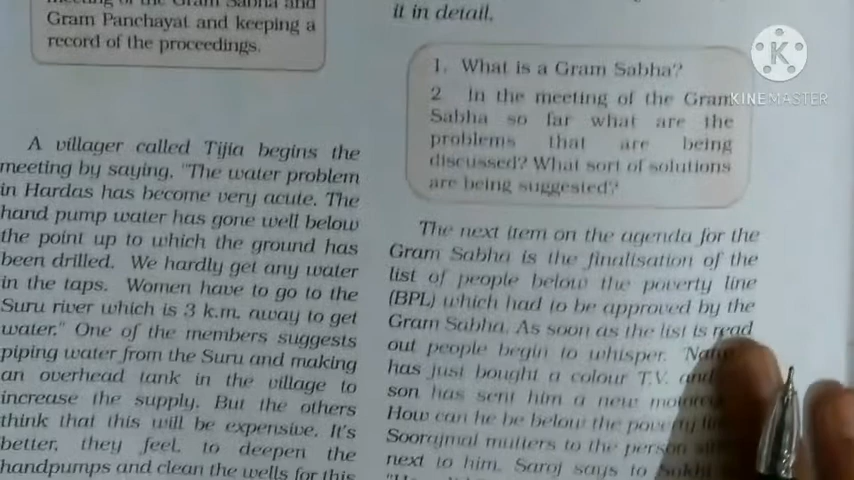 meeting of the Gram Sabha and
Gram Panchayat and keeping a
record of the proceedings.
A villager called Tijia begins the
meeting by saying, "The water problem
in Hardas has become very acute. The
hand pump water has gone well below
the point up to which the ground has
been drilled. We hardly get any water
in the taps. Women have to go to the
Suru river which is 3 k.m. away to get
water." One of the members suggests
piping water from the Suru and making
an overhead tank in the village to
increase the supply. But the others
think that this will be expensive. It's
better, they feel, to deepen the
handpumps and clean the wells for this
it in detail.
1. What is a Gram Sabha?
2 In the meeting of the Gram
Sabha so far what are the
problems that are being
discussed? What sort of solutions
are being suggested?
The next item on the agenda for the
Gram Sabha is the finalisation of the
list of people below the poverty line
(BPL) which had to be approved by the
Gram Sabha. As soon as the list is read
out people begin to whisper.
has just bought a colour T.V. and
son has sent him a new
How can he be below the poverty
Soorajmal mutters to the person
next to him. Saroj says to
K
KINEMASTER